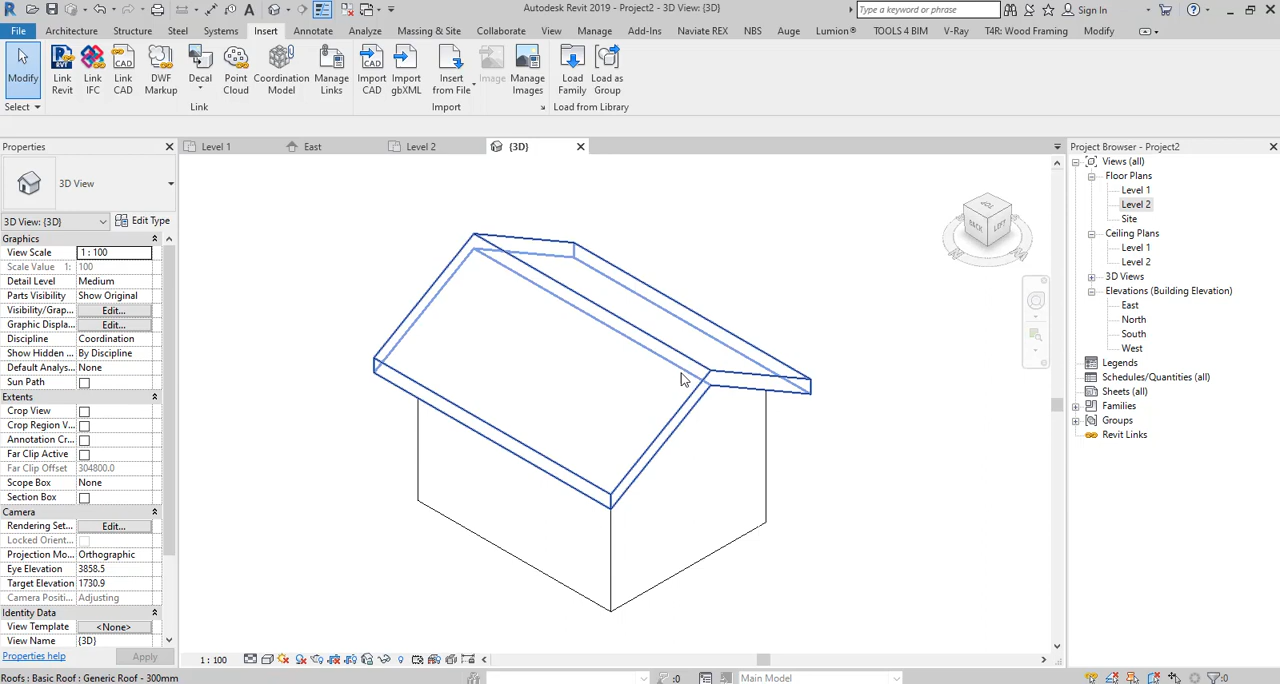 Autodesk Revit 2019 - Project2 - 3D View: {3D}
Type a keyword or phrase
Sign In
File Architecture Structure Steel Systems Insert Annotate Analyze Massing & Site Collaborate View Manage Add-Ins Naviate REX NBS Auge Lumion® TOOLS 4 BIM V-Ray T4R: Wood Framing Modify
Modify
Link Revit
Link IFC
Link CAD
DWF Markup
Decal
Point Cloud
Coordination Model
Manage Links
Import CAD
Import gbXML
Insert from File
Image
Manage Images
Load Family
Load as Group
Select
Link
Import
Load from Library
Properties
Level 1
East
Level 2
{3D}
Project Browser - Project2
3D View
3D View: {3D}
Edit Type
Graphics
View Scale 1 : 100
Scale Value 1: 100
Detail Level Medium
Parts Visibility Show Original
Visibility/Grap... Edit...
Graphic Displa... Edit...
Discipline Coordination
Show Hidden ... By Discipline
Default Analys... None
Sun Path
Extents
Crop View
Crop Region V...
Annotation Cr...
Far Clip Active
Far Clip Offset 304800.0
Scope Box None
Section Box
Camera
Rendering Set... Edit...
Locked Orient...
Projection Mo... Orthographic
Eye Elevation 3858.5
Target Elevation 1730.9
Camera Positi... Adjusting
Identity Data
View Template <None>
View Name {3D}
Properties help
Apply
TOP
BACK
LEFT
Views (all)
Floor Plans
Level 1
Level 2
Site
Ceiling Plans
Level 1
Level 2
3D Views
Elevations (Building Elevation)
East
North
South
West
Legends
Schedules/Quantities (all)
Sheets (all)
Families
Groups
Revit Links
1 : 100
Roofs : Basic Roof : Generic Roof - 300mm
:0
Main Model
:0